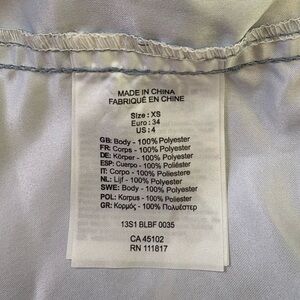 MADE IN CHINA
FABRIQUÉ EN CHINE
Size : XS
Euro : 34
US : 4
GB: Body - 100% Polyester
FR: Corps - 100% Polyester
DE: Körper - 100% Polyester
ESP: Cuerpo - 100% Poliéster
IT: Corpo - 100% Poliestere
NL: Lijf - 100% Polyester
SWE: Body - 100% Polyester
POL: Korpus - 100% Polyester
GR: Κορμός - 100% Πολυεστερ
13S1 BLBF 0035
CA 45102
RN 111817